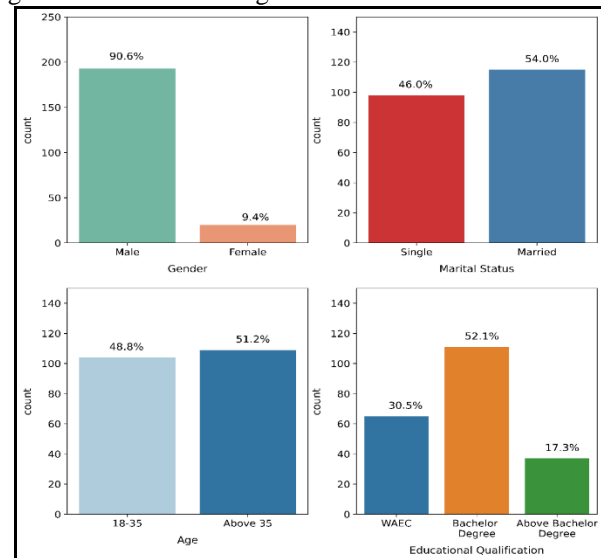 250
200
150
100
50
0
count
90.6%
9.4%
Male
Female
Gender
140
120
100
80
60
40
20
0
count
46.0%
54.0%
Single
Married
Marital Status
140
120
100
80
60
40
20
0
count
48.8%
51.2%
18-35
Above 35
Age
140
120
100
80
60
40
20
0
count
30.5%
52.1%
17.3%
WAEC
Bachelor
Degree
Above Bachelor
Degree
Educational Qualification